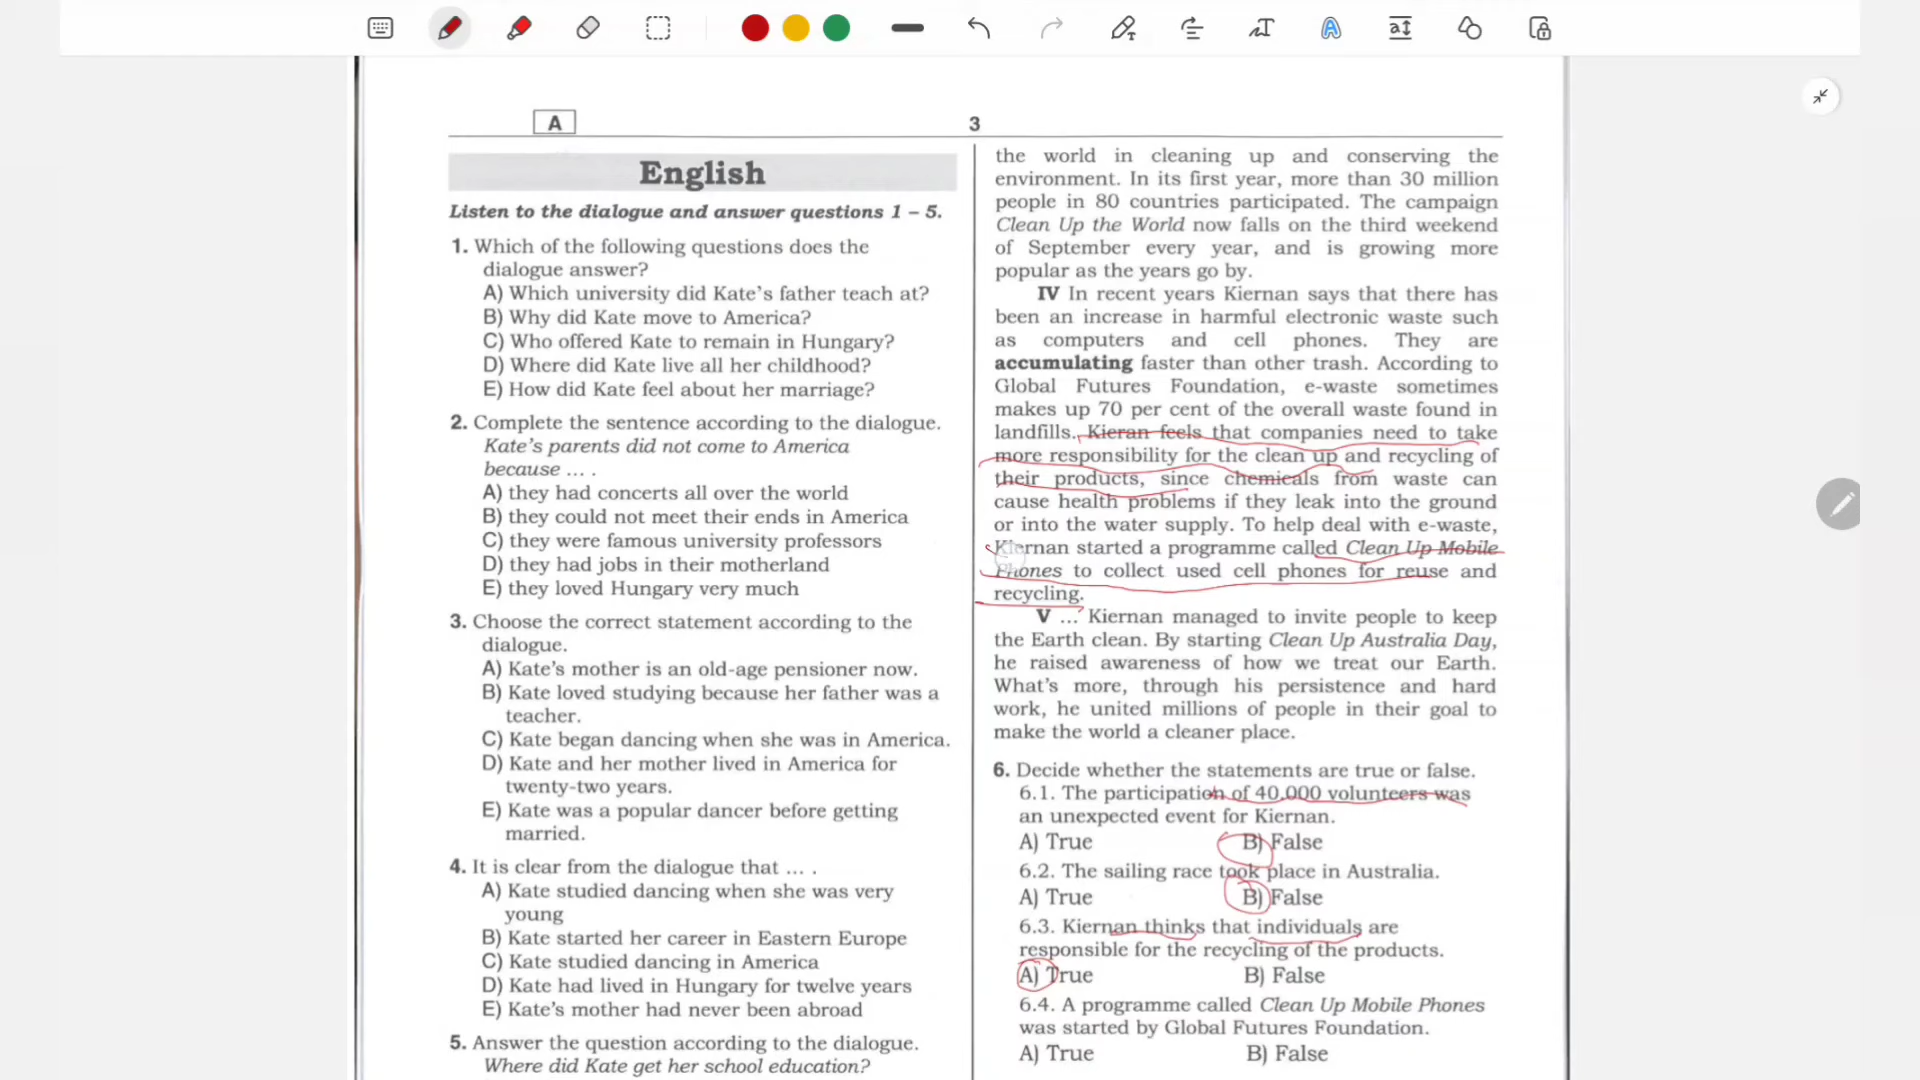 A
3
English
Listen to the dialogue and answer questions 1 – 5.
1. Which of the following questions does the
dialogue answer?
A) Which university did Kate's father teach at?
B) Why did Kate move to America?
C) Who offered Kate to remain in Hungary?
D) Where did Kate live all her childhood?
E) How did Kate feel about her marriage?
2. Complete the sentence according to the dialogue.
Kate's parents did not come to America
because ... .
A) they had concerts all over the world
B) they could not meet their ends in America
C) they were famous university professors
D) they had jobs in their motherland
E) they loved Hungary very much
3. Choose the correct statement according to the
dialogue.
A) Kate's mother is an old-age pensioner now.
B) Kate loved studying because her father was a
teacher.
C) Kate began dancing when she was in America.
D) Kate and her mother lived in America for
twenty-two years.
E) Kate was a popular dancer before getting
married.
4. It is clear from the dialogue that ... .
A) Kate studied dancing when she was very
young
B) Kate started her career in Eastern Europe
C) Kate studied dancing in America
D) Kate had lived in Hungary for twelve years
E) Kate's mother had never been abroad
5. Answer the question according to the dialogue.
Where did Kate get her school education?
the world in cleaning up and conserving the
environment. In its first year, more than 30 million
people in 80 countries participated. The campaign
Clean Up the World now falls on the third weekend
of September every year, and is growing more
popular as the years go by.
IV In recent years Kiernan says that there has
been an increase in harmful electronic waste such
as computers and cell phones. They are
accumulating faster than other trash. According to
Global Futures Foundation, e-waste sometimes
makes up 70 per cent of the overall waste found in
landfills. Kieran feels that companies need to take
more responsibility for the clean up and recycling of
their products, since chemicals from waste can
cause health problems if they leak into the ground
or into the water supply. To help deal with e-waste,
Kiernan started a programme called Clean Up Mobile
Phones to collect used cell phones for reuse and
recycling.
V ... Kiernan managed to invite people to keep
the Earth clean. By starting Clean Up Australia Day,
he raised awareness of how we treat our Earth.
What's more, through his persistence and hard
work, he united millions of people in their goal to
make the world a cleaner place.
6. Decide whether the statements are true or false.
6.1. The participation of 40.000 volunteers was
an unexpected event for Kiernan.
A) True B) False
6.2. The sailing race took place in Australia.
A) True B) False
6.3. Kiernan thinks that individuals are
responsible for the recycling of the products.
A) True B) False
6.4. A programme called Clean Up Mobile Phones
was started by Global Futures Foundation.
A) True B) False